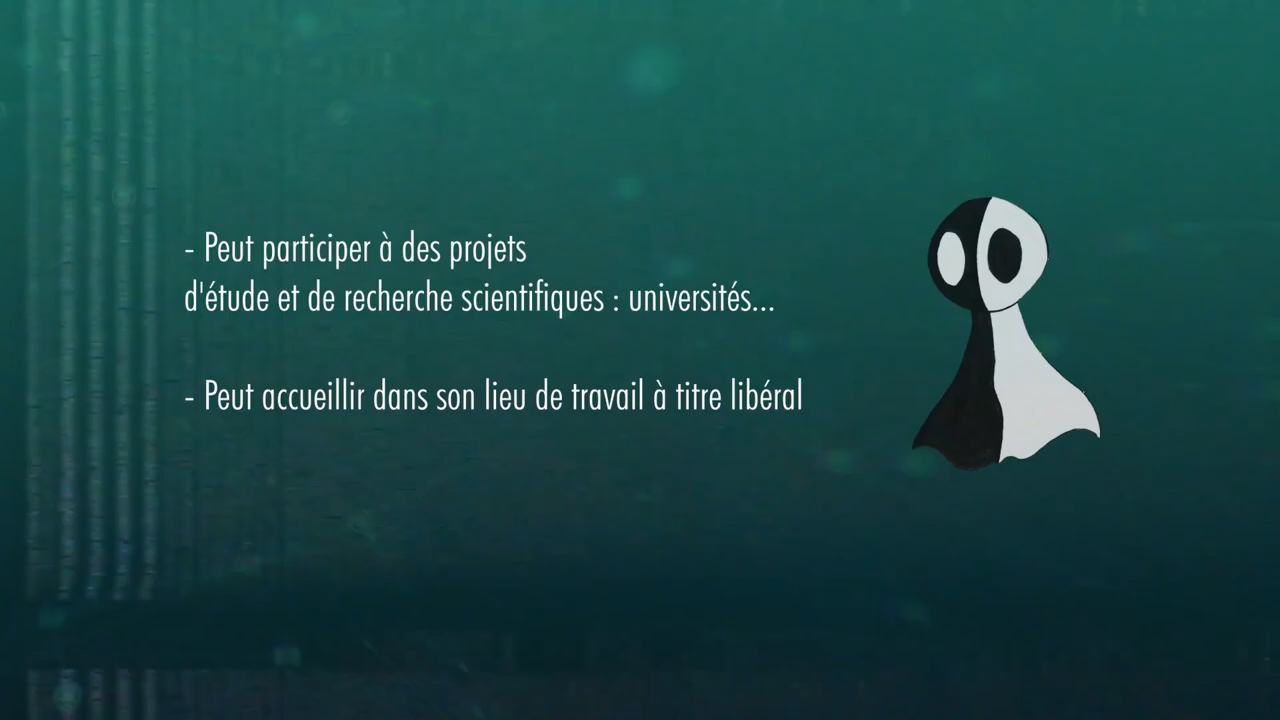 - Peut participer à des projets
d'étude et de recherche scientifiques : universités...
- Peut accueillir dans son lieu de travail à titre libéral